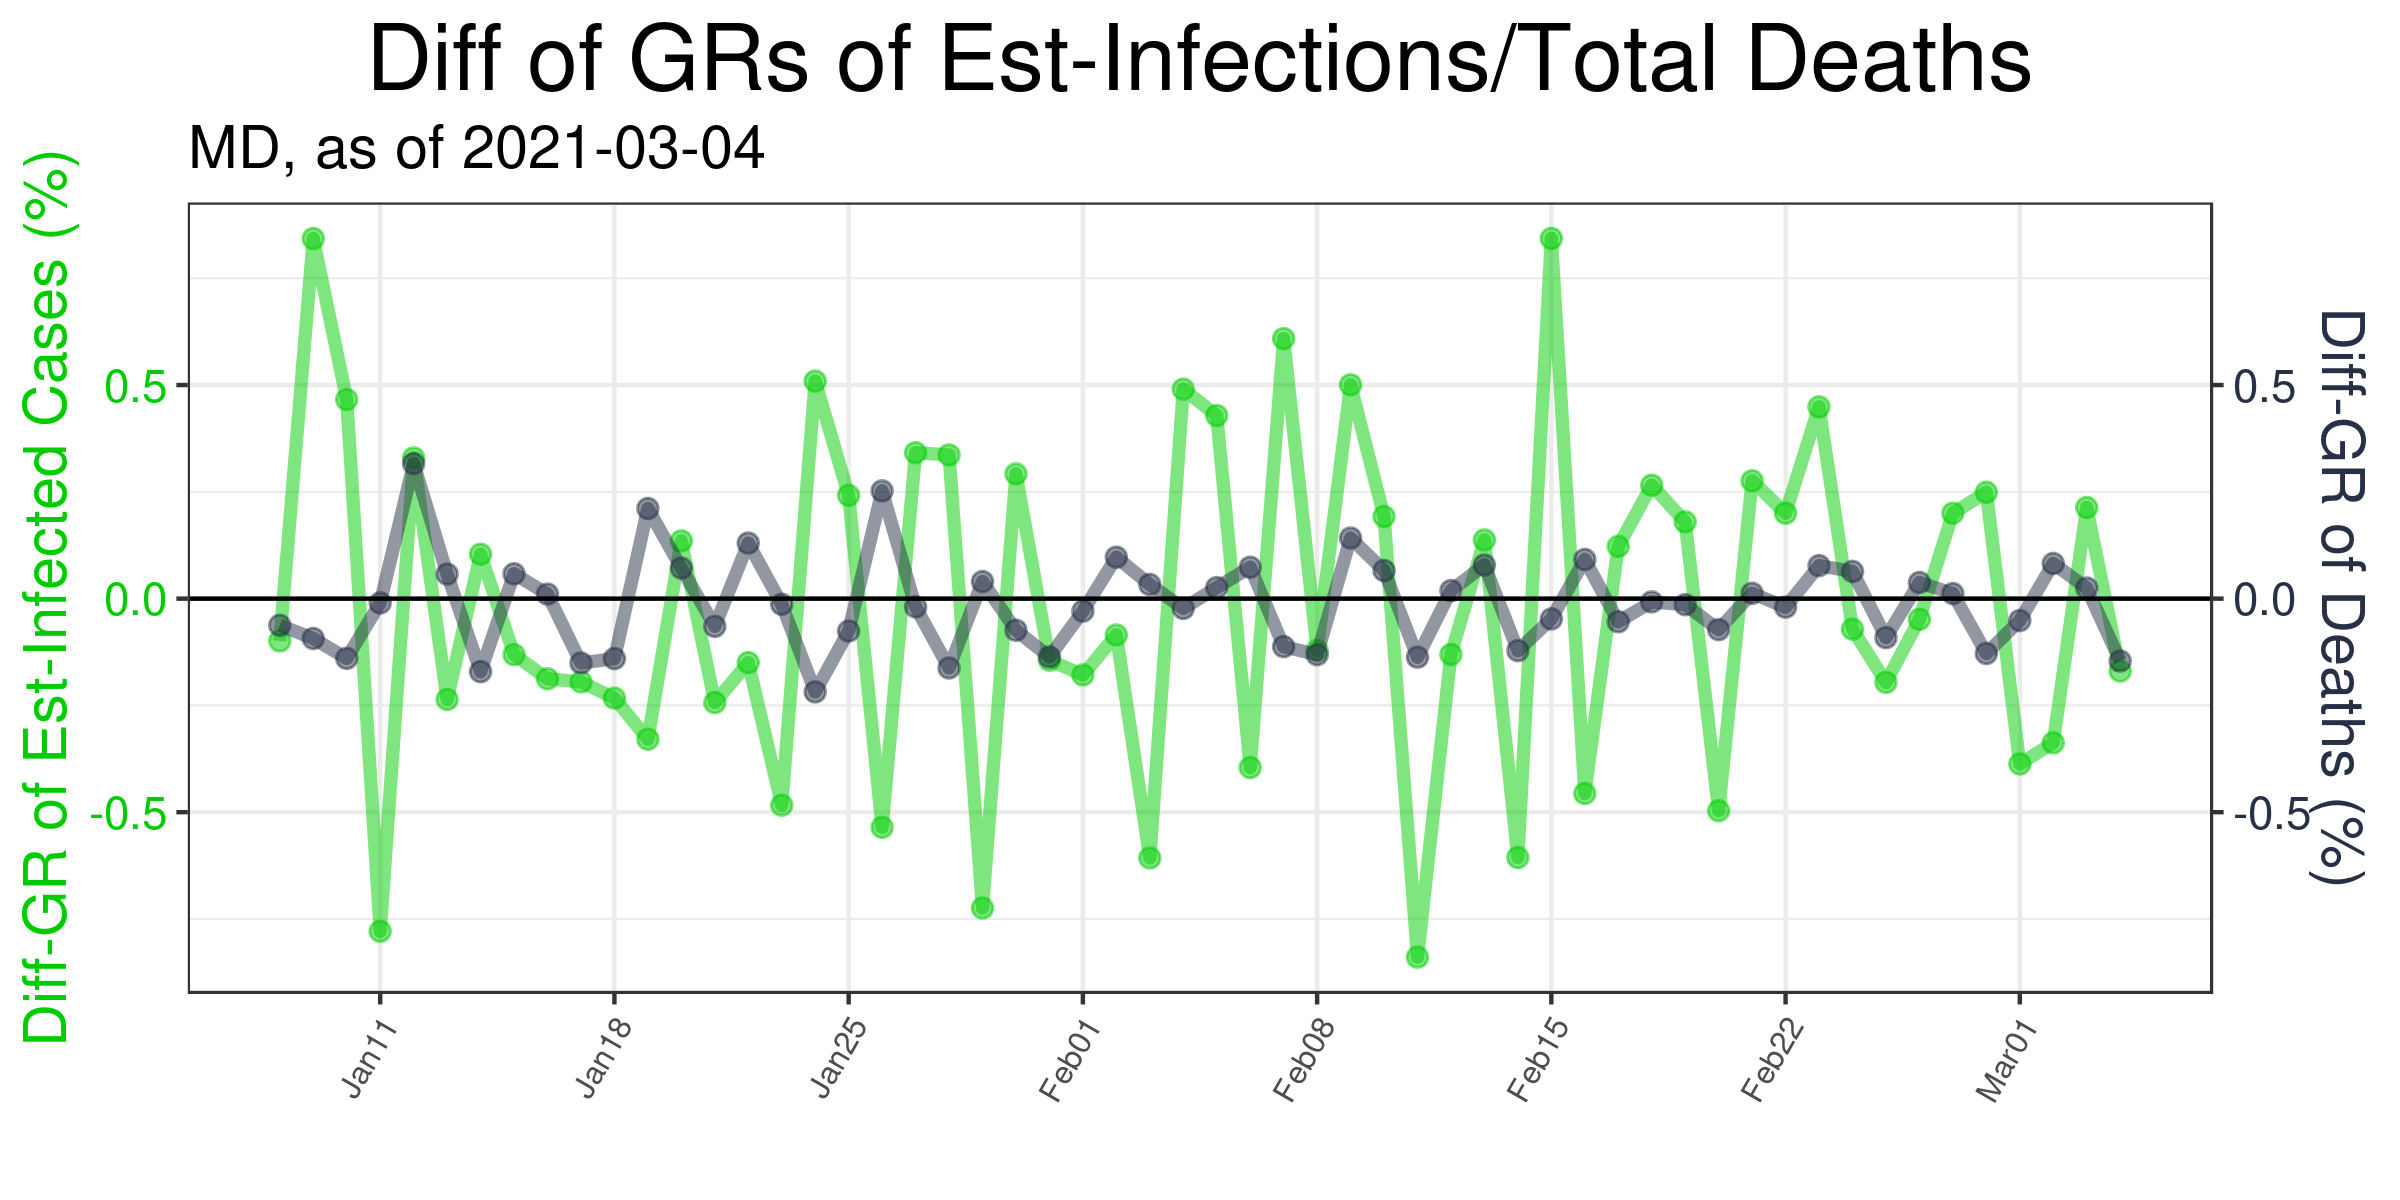 Diff of GRs of Est-Infections/Total Deaths
MD, as of 2021-03-04
Diff-GR of Est-Infected Cases (%)
0.5
0.0
-0.5
0.5
0.0
-0.5
Diff-GR of Deaths (%)
Jan11
Jan18
Jan25
Feb01
Feb08
Feb15
Feb22
Mar01